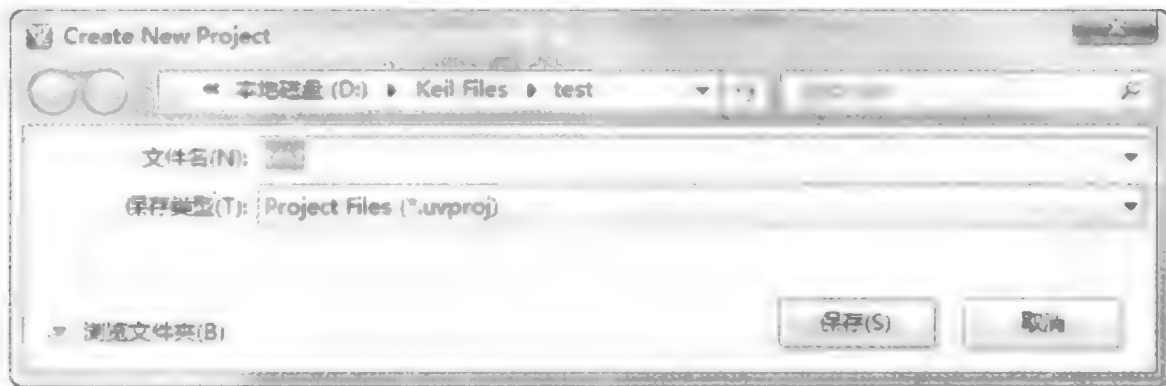 Create New Project
« 本地磁盘 (D:) ▸ Keil Files ▸ test
文件名(N):
保存类型(T): Project Files (*.uvproj)
浏览文件夹(B)
保存(S) 取消